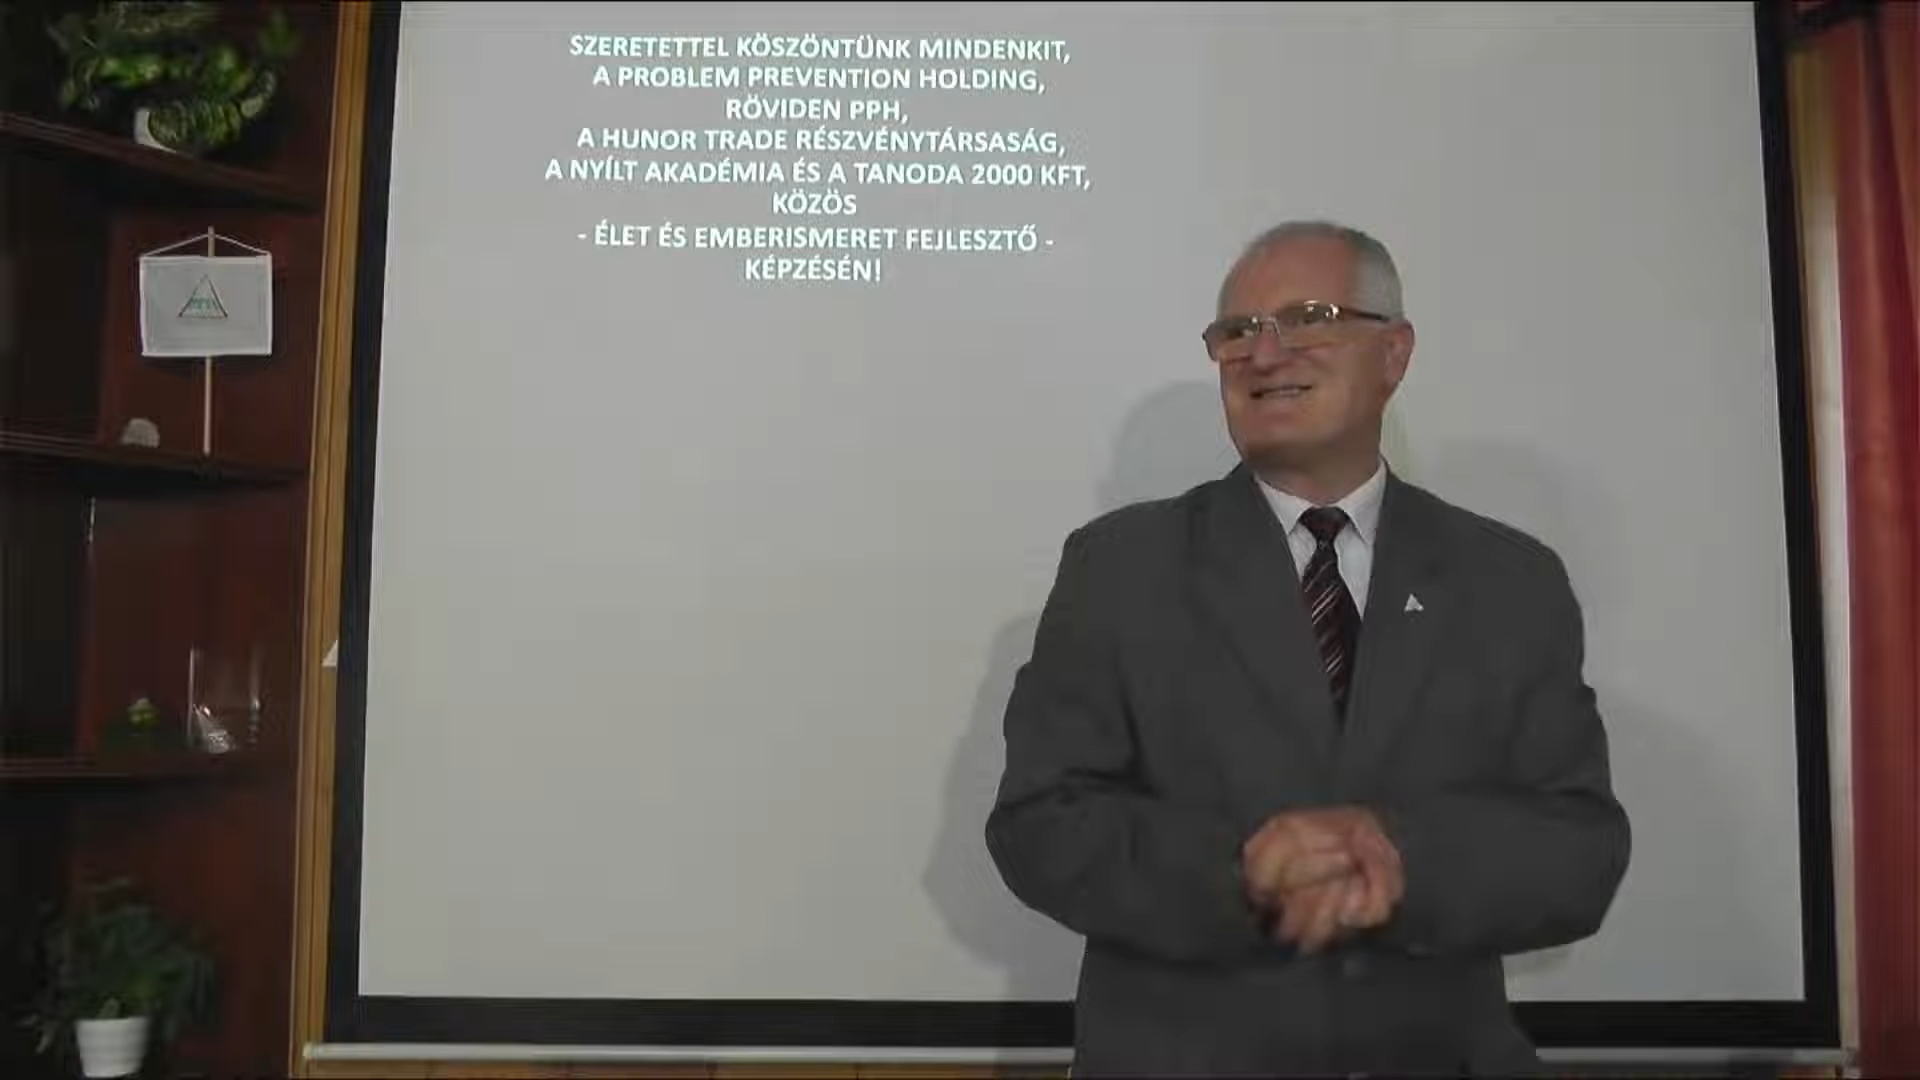 SZERETETTEL KÖSZÖNTÜNK MINDENKIT,
A PROBLEM PREVENTION HOLDING,
RÖVIDEN PPH,
A HUNOR TRADE RÉSZVÉNYTÁRSASÁG,
A NYÍLT AKADÉMIA ÉS A TANODA 2000 KFT,
KÖZÖS
- ÉLET ÉS EMBERISMERET FEJLESZTŐ -
KÉPZÉSÉN!